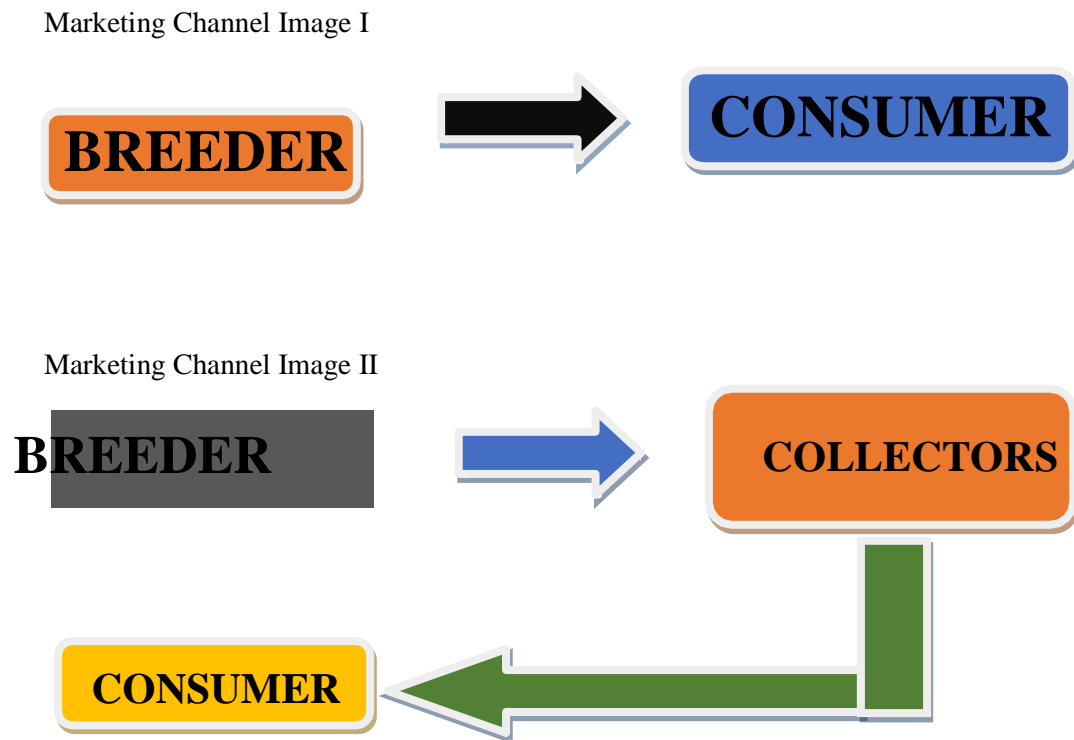 Marketing Channel Image I
BREEDER
CONSUMER
Marketing Channel Image II
BREEDER
COLLECTORS
CONSUMER